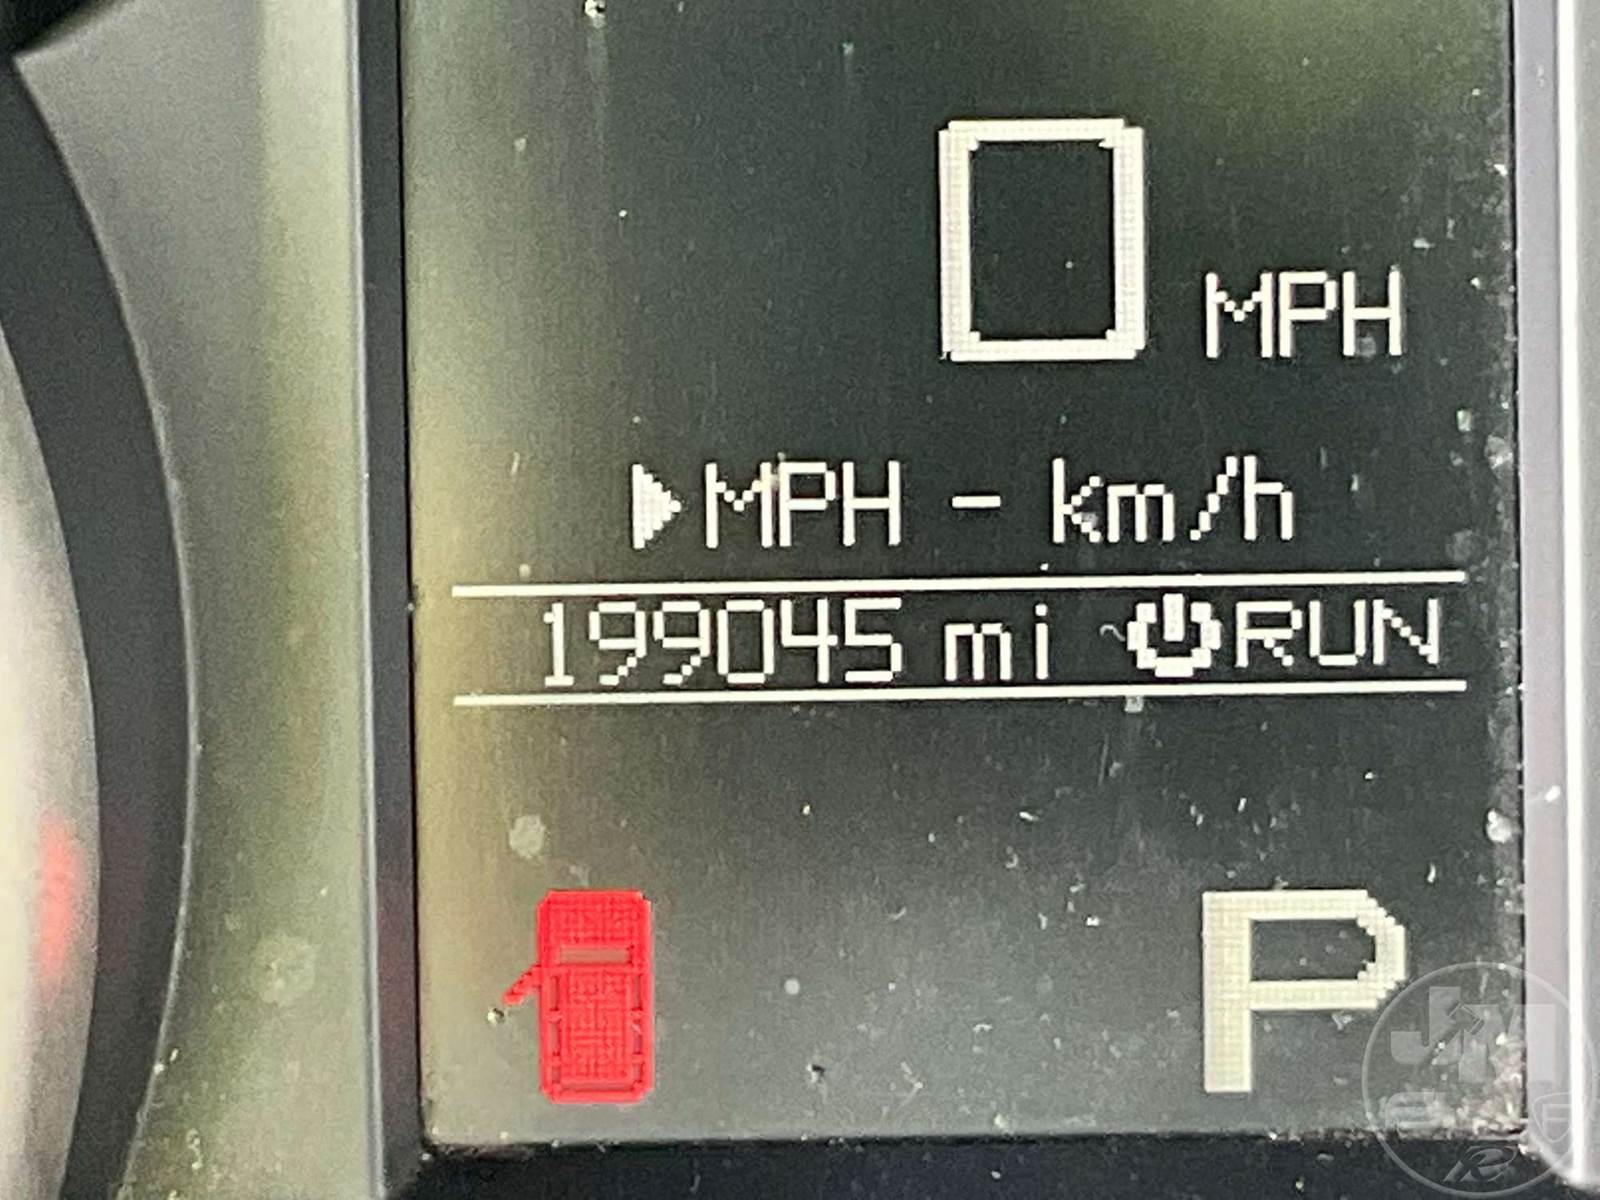 0 MPH
▶MPH - km/h
199045 mi ⏻RUN
P